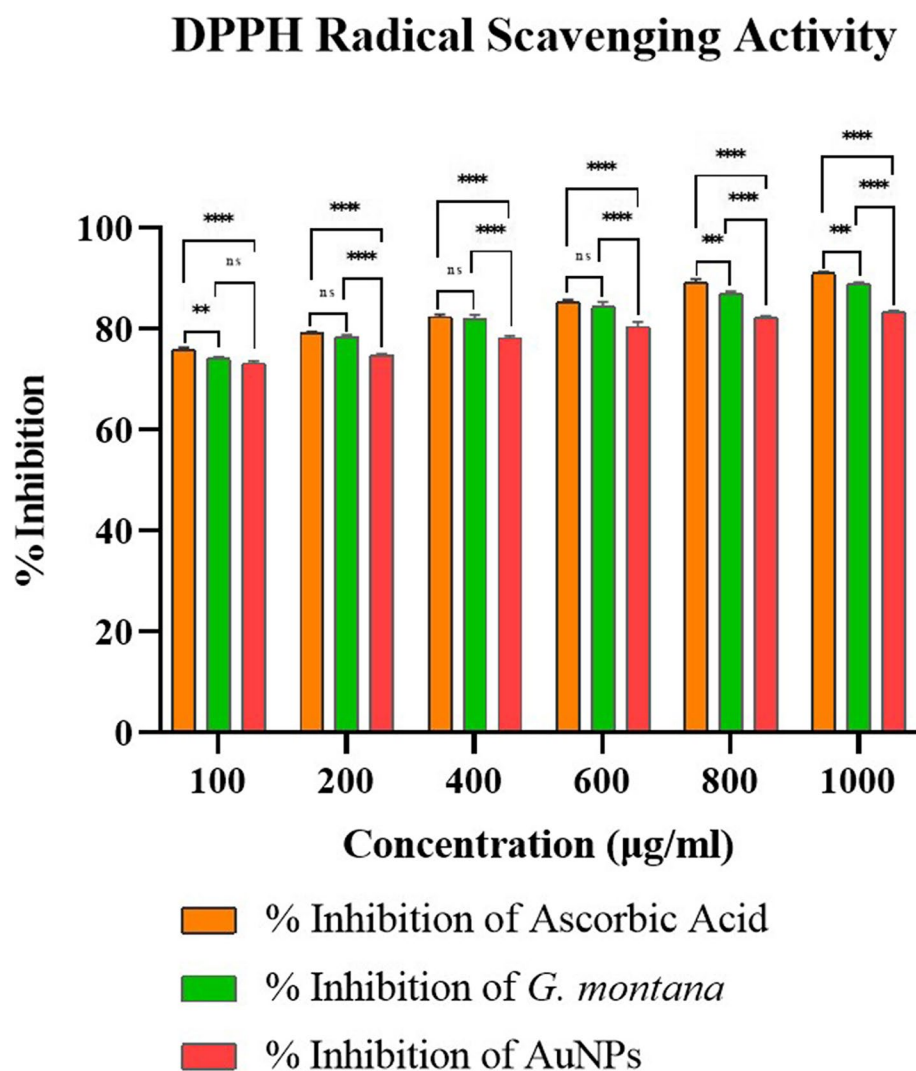 DPPH Radical Scavenging Activity
**** **** **** **** **** ****
ns **** **** **** **** ****
** ns ns ns *** ***
100
80
60
40
20
0
% Inhibition
100 200 400 600 800 1000
Concentration (µg/ml)
% Inhibition of Ascorbic Acid
% Inhibition of G. montana
% Inhibition of AuNPs